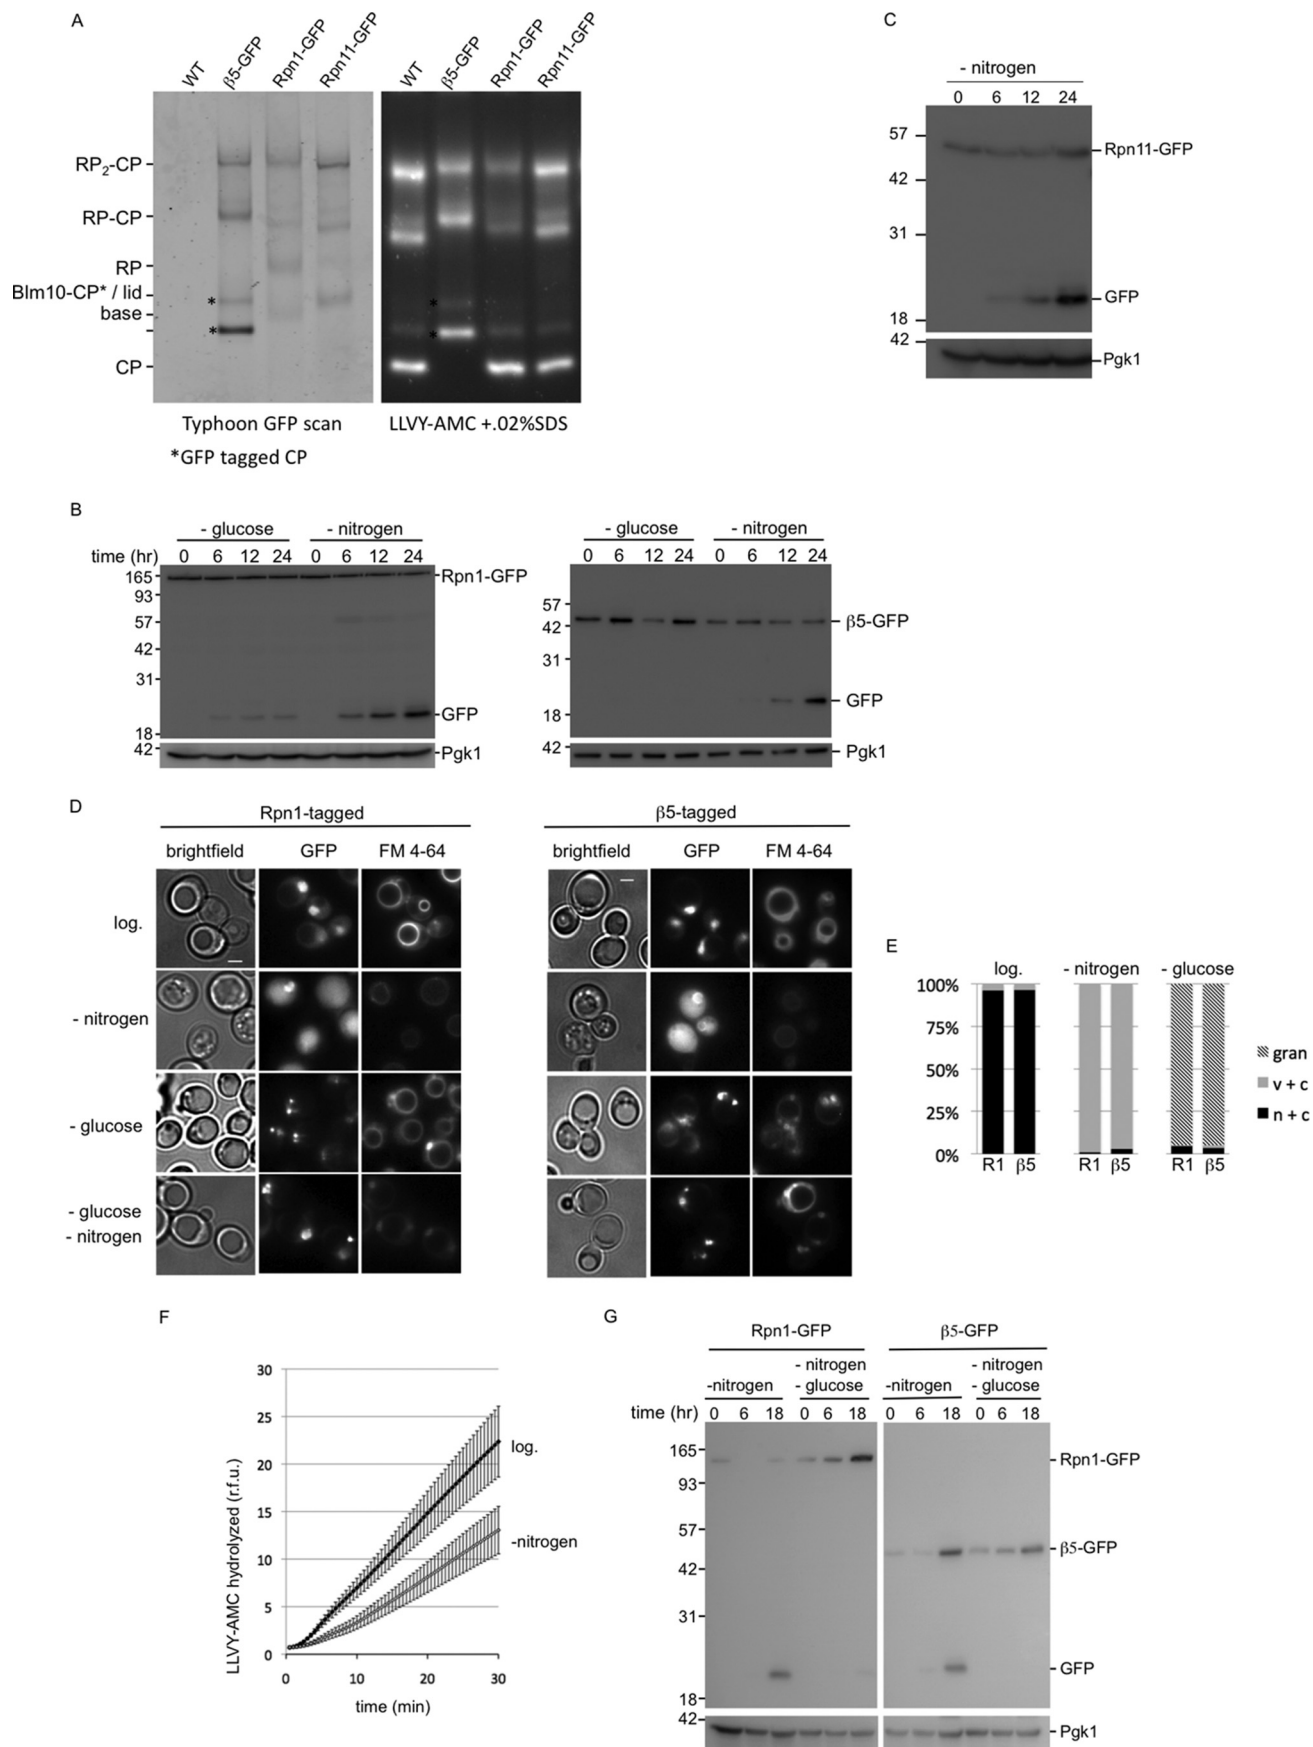 A
WT
β5-GFP
Rpn1-GFP
Rpn11-GFP
WT
β5-GFP
Rpn1-GFP
Rpn11-GFP
RP₂-CP
RP-CP
RP
Blm10-CP* / lid
base
CP
*
*
*
*
Typhoon GFP scan
LLVY-AMC +.02%SDS
*GFP tagged CP
C
- nitrogen
0 6 12 24
57
42
31
18
42
Rpn11-GFP
GFP
Pgk1
B
- glucose - nitrogen
time (hr) 0 6 12 24 0 6 12 24
165
93
57
42
31
18
42
Rpn1-GFP
GFP
Pgk1
- glucose - nitrogen
0 6 12 24 0 6 12 24
57
42
31
18
42
β5-GFP
GFP
Pgk1
D
Rpn1-tagged
brightfield GFP FM 4-64
β5-tagged
brightfield GFP FM 4-64
log.
- nitrogen
- glucose
- glucose
- nitrogen
E
log. - nitrogen - glucose
100%
75%
50%
25%
0%
R1 β5 R1 β5 R1 β5
gran
v + c
n + c
F
LLVY-AMC hydrolyzed (r.f.u.)
30
25
20
15
10
5
0
0 10 20 30
time (min)
log.
-nitrogen
G
Rpn1-GFP β5-GFP
-nitrogen
- nitrogen
- glucose
-nitrogen
- nitrogen
- glucose
time (hr) 0 6 18 0 6 18 0 6 18 0 6 18
165
93
57
42
31
18
42
Rpn1-GFP
β5-GFP
GFP
Pgk1